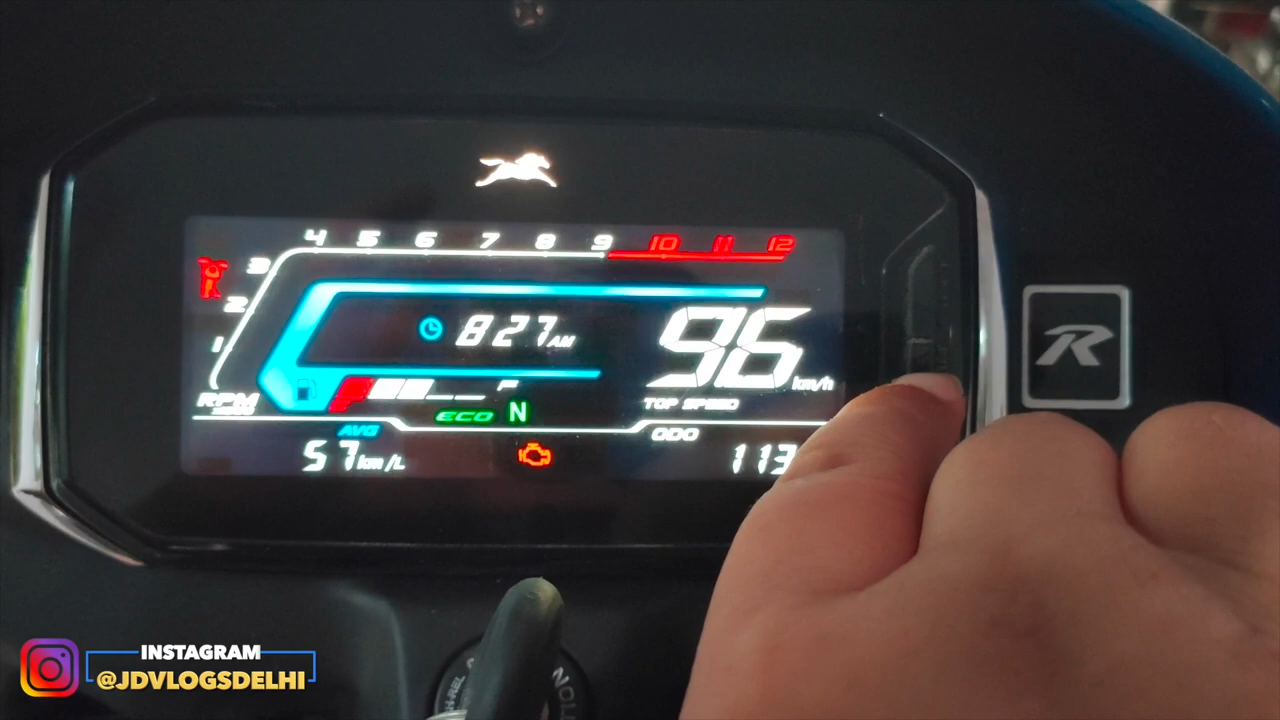 4 5 6 7 8 9 10 11 12
3
2
1
8:27 AM
96 km/h
TOP SPEED
F
RPM
ECO N
AVG
57 km/L
ODO
113
R
INSTAGRAM
@JDVLOGSDELHI